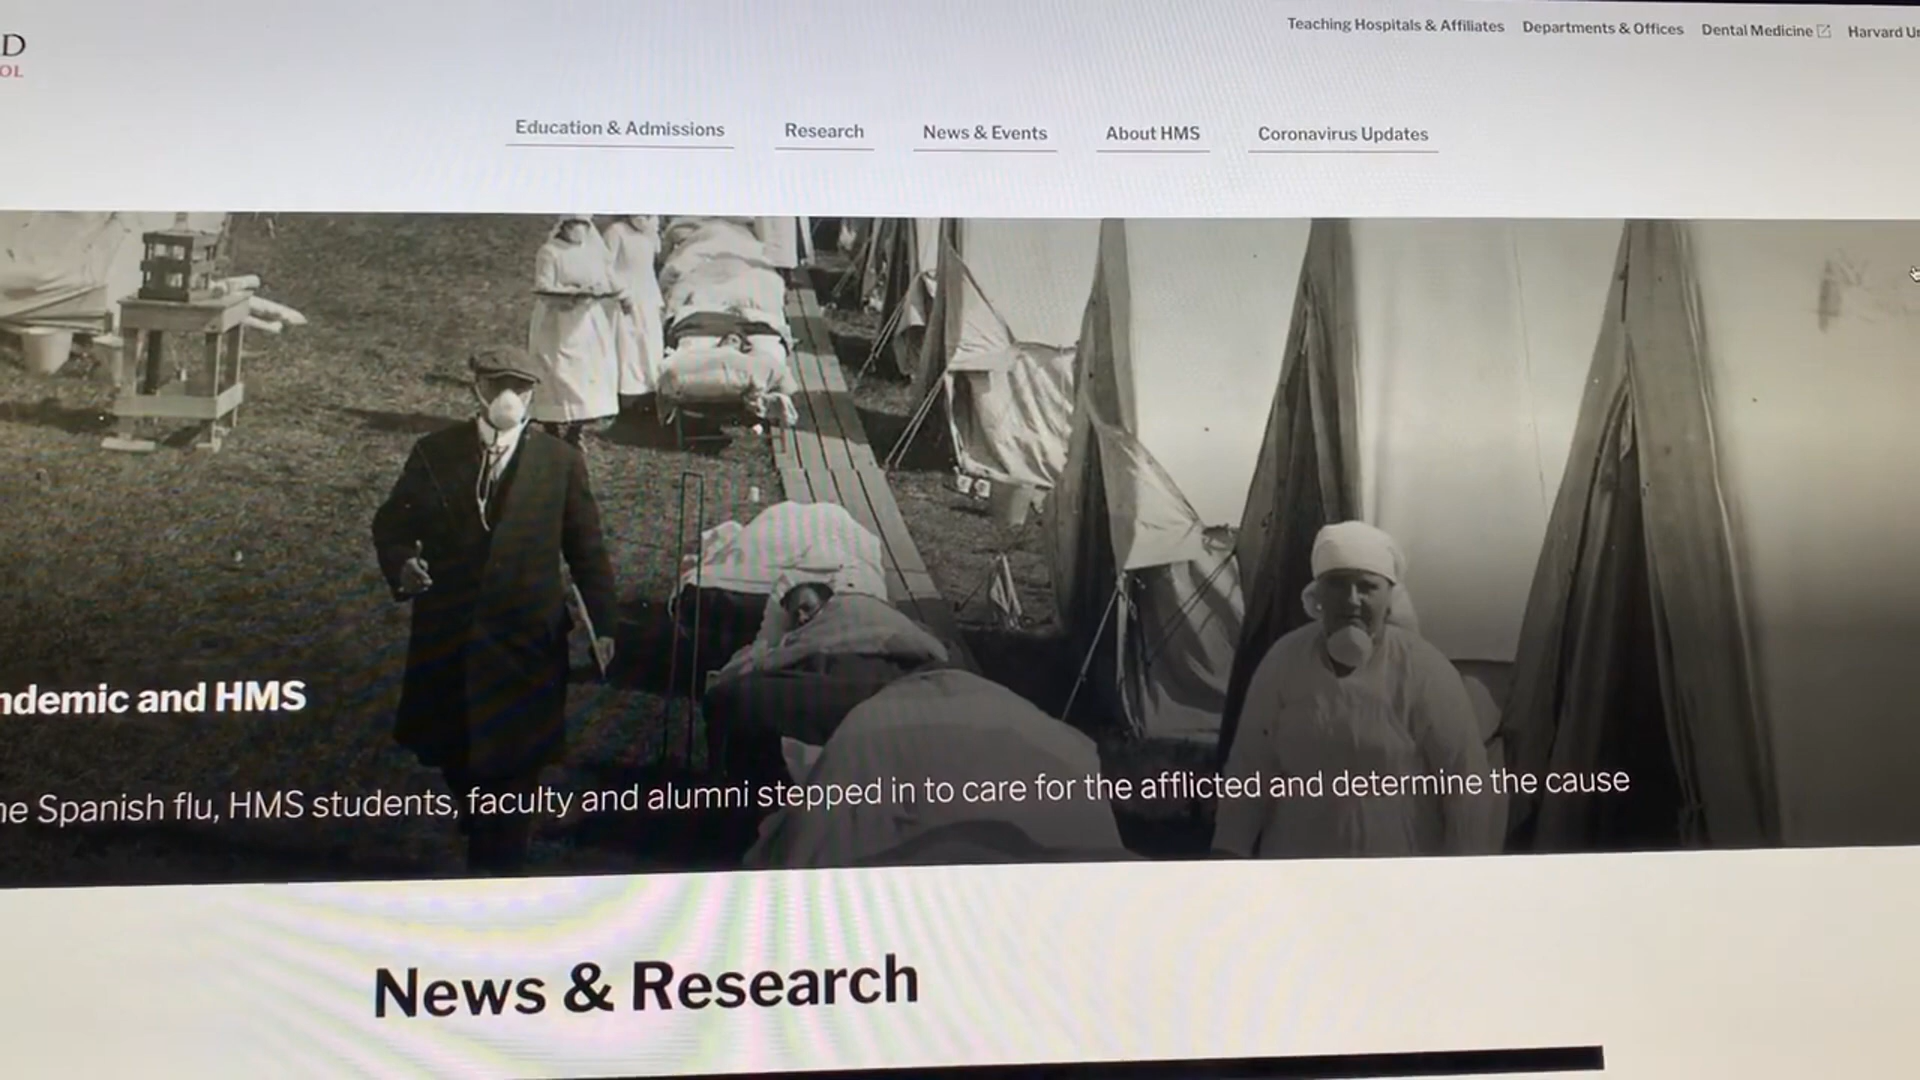 D
OL
Teaching Hospitals & Affiliates Departments & Offices Dental Medicine Harvard
Education & Admissions Research News & Events About HMS Coronavirus Updates
ndemic and HMS
he Spanish flu, HMS students, faculty and alumni stepped in to care for the afflicted and determine the cause
News & Research